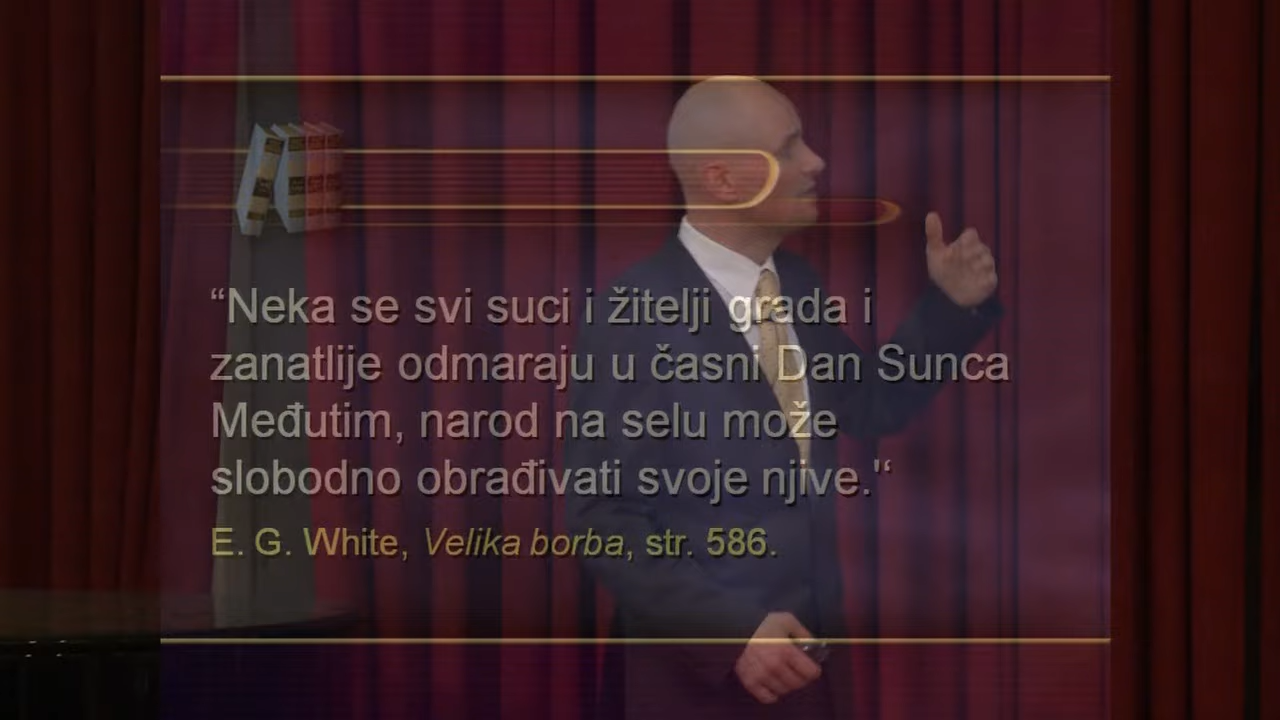 “Neka se svi suci i žitelji grada i
zanatlije odmaraju u časni Dan Sunca
Međutim, narod na selu može
slobodno obrađivati svoje njive."
E. G. White, Velika borba, str. 586.